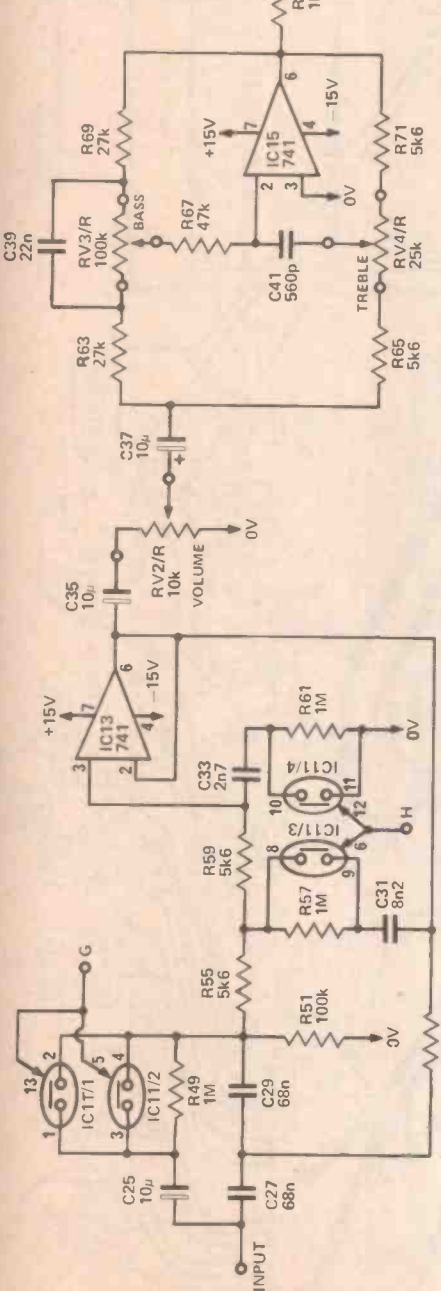 INPUT
C25
10μ
C27
68n
1
13
2
IC1T/1
5
3
4
IC11/2
G
R49
1M
C29
68n
R51
100k
0V
R55
5k6
R59
5k6
8
IC11/3
9
6
R57
1M
C31
8n2
H
10
IC11/4
11
12
R61
1M
0V
C33
2n7
+15V
7
3
IC13
741
2
6
4
−15V
C35
10μ
RV2/R
10k
VOLUME
0V
C37
10μ
+
R63
27k
C39
22n
RV3/R
100k
BASS
R69
27k
R67
47k
C41
560p
TREBLE
RV4/R
25k
R65
5k6
R71
5k6
+15V
7
2
IC15
741
3
6
4
−15V
0V